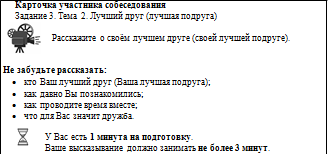 Карточка участника собеседования
Задание 3. Тема 2. Лучший друг (лучшая подруга)
Расскажите о своём лучшем друге (своей лучшей подруге).
Не забудьте рассказать:
• кто Ваш лучший друг (Ваша лучшая подруга);
• как давно Вы познакомились;
• как проводите время вместе;
• что для Вас значит дружба.
У Вас есть 1 минута на подготовку.
Ваше высказывание должно занимать не более 3 минут.